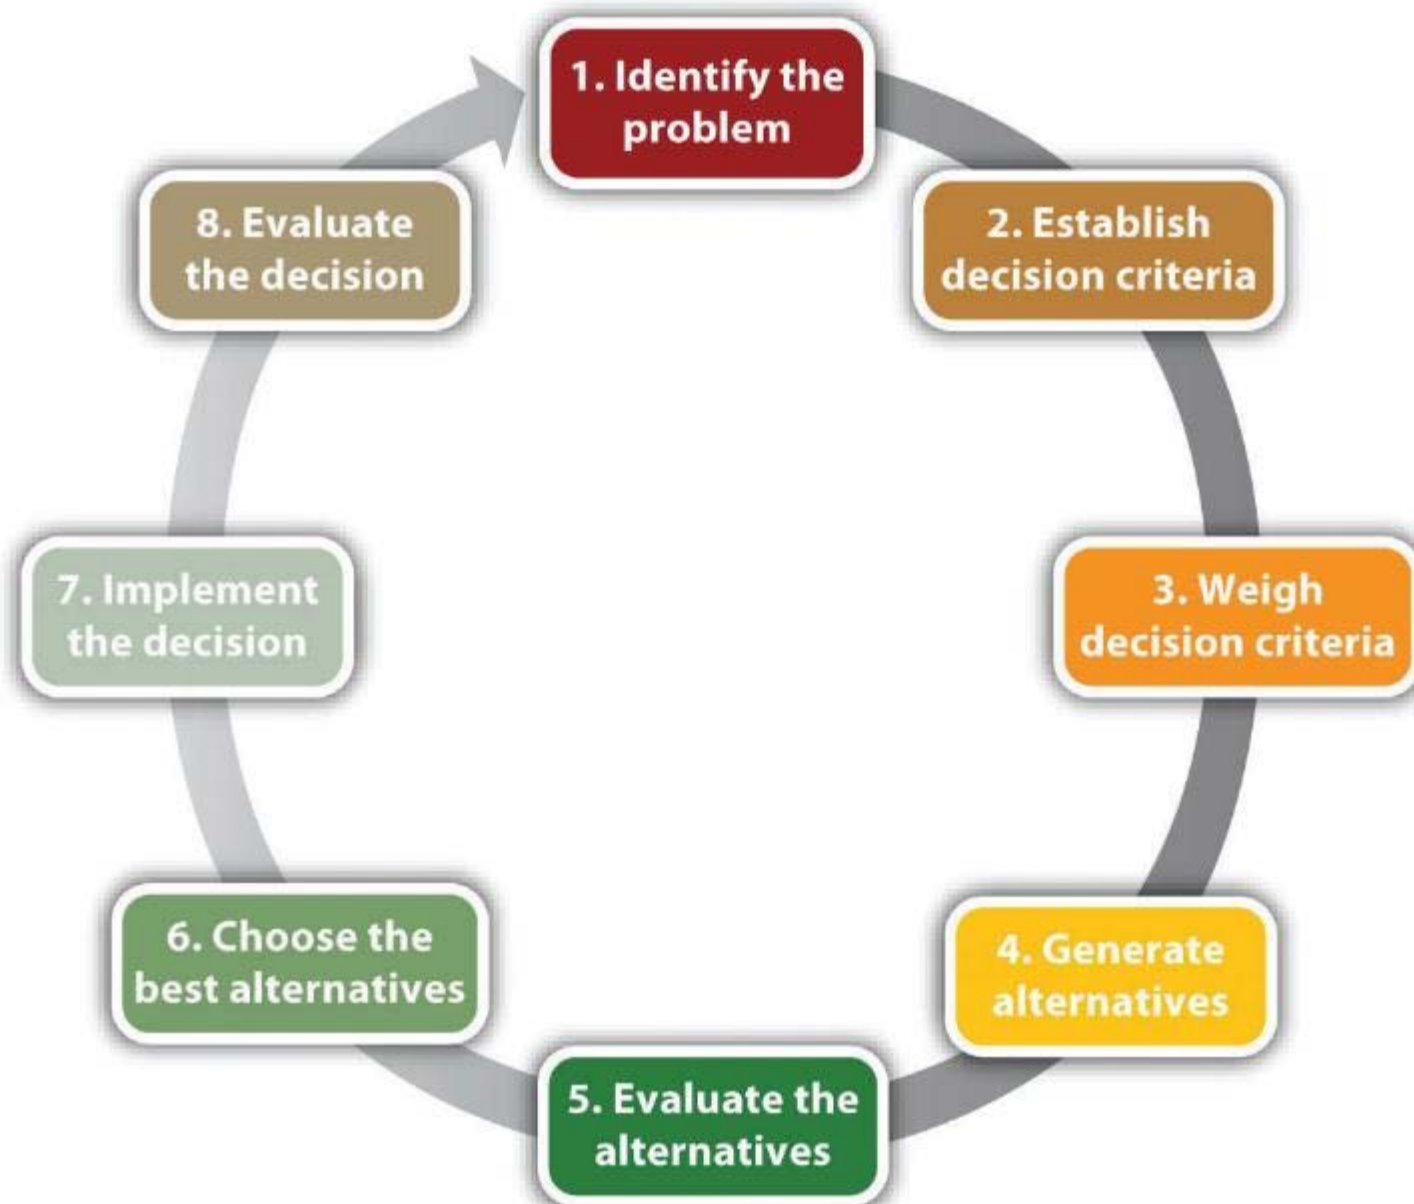 1. Identify the
problem
2. Establish
decision criteria
3. Weigh
decision criteria
4. Generate
alternatives
5. Evaluate the
alternatives
6. Choose the
best alternatives
7. Implement
the decision
8. Evaluate
the decision